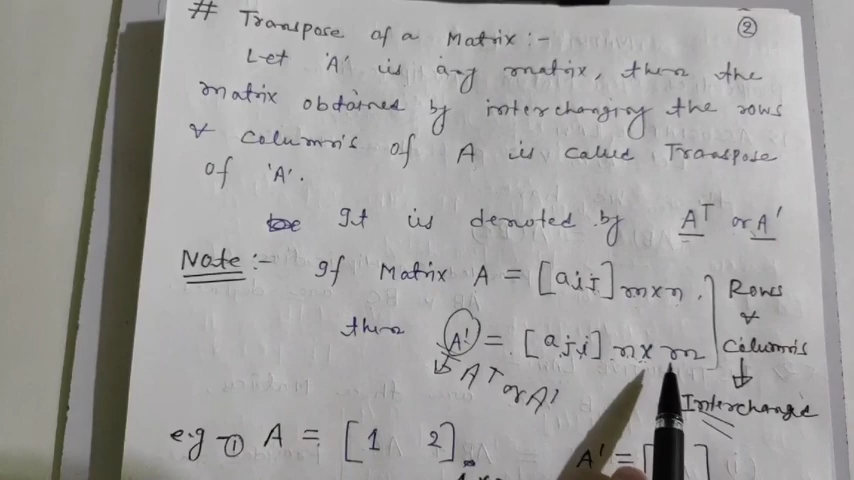 # Transpose of a Matrix :- ②
Let 'A' is any matrix, then the
matrix obtained by interchanging the rows
& columns of A is called Transpose
of 'A'.
It is denoted by A^T or A'
Note :- If Matrix A = [aij] m×n,
then A' = [aji] n×m
A^T or A'
Rows
&
Columns
↓
Interchange
e.g → ① A = [1 2]
A' = [ ]